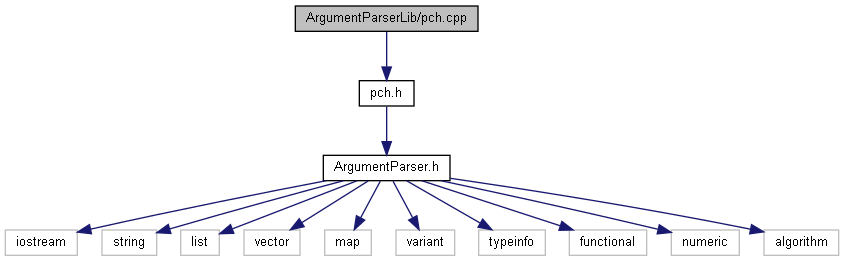 ArgumentParserLib/pch.cpp
pch.h
ArgumentParser.h
iostream string list vector map variant typeinfo functional numeric algorithm